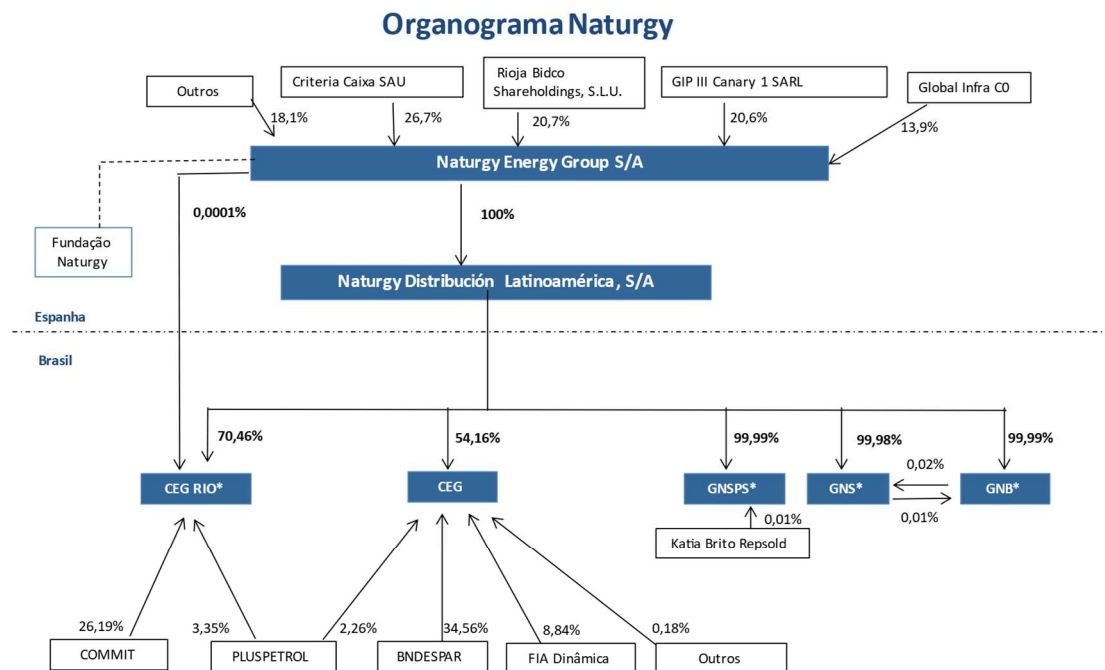 Organograma Naturgy
Outros
Criteria Caixa SAU
Rioja Bidco
Shareholdings, S.L.U.
GIP III Canary 1 SARL
Global Infra C0
18,1%
26,7%
20,7%
20,6%
13,9%
Naturgy Energy Group S/A
0,0001%
100%
Fundação
Naturgy
Naturgy Distribución Latinoamérica, S/A
Espanha
Brasil
70,46%
54,16%
99,99%
99,98%
99,99%
CEG RIO*
CEG
GNSPS*
GNS*
0,02%
0,01%
GNB*
0,01%
Katia Brito Repsold
26,19%
3,35%
2,26%
34,56%
8,84%
0,18%
COMMIT
PLUSPETROL
BNDESPAR
FIA Dinâmica
Outros